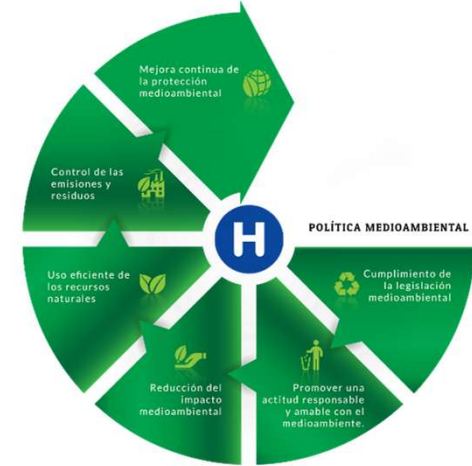 Mejora continua de
la protección
medioambiental
Control de las
emisiones y
residuos
H
POLÍTICA MEDIOAMBIENTAL
Uso eficiente de
los recursos
naturales
Cumplimiento de
la legislación
medioambiental
Reducción del
impacto
medioambiental
Promover una
actitud responsable
y amable con el
medioambiente.